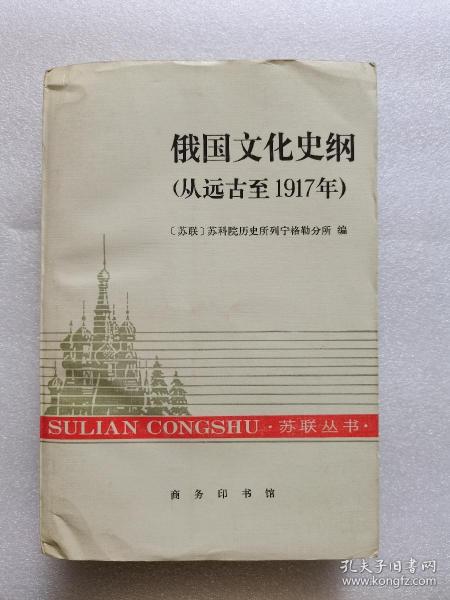 俄国文化史纲
(从远古至1917年)
〔苏联〕苏科院历史所列宁格勒分所 编
SULIAN CONGSHU·苏联丛书·
商务印书馆
孔夫子旧书网
www.kongfz.com